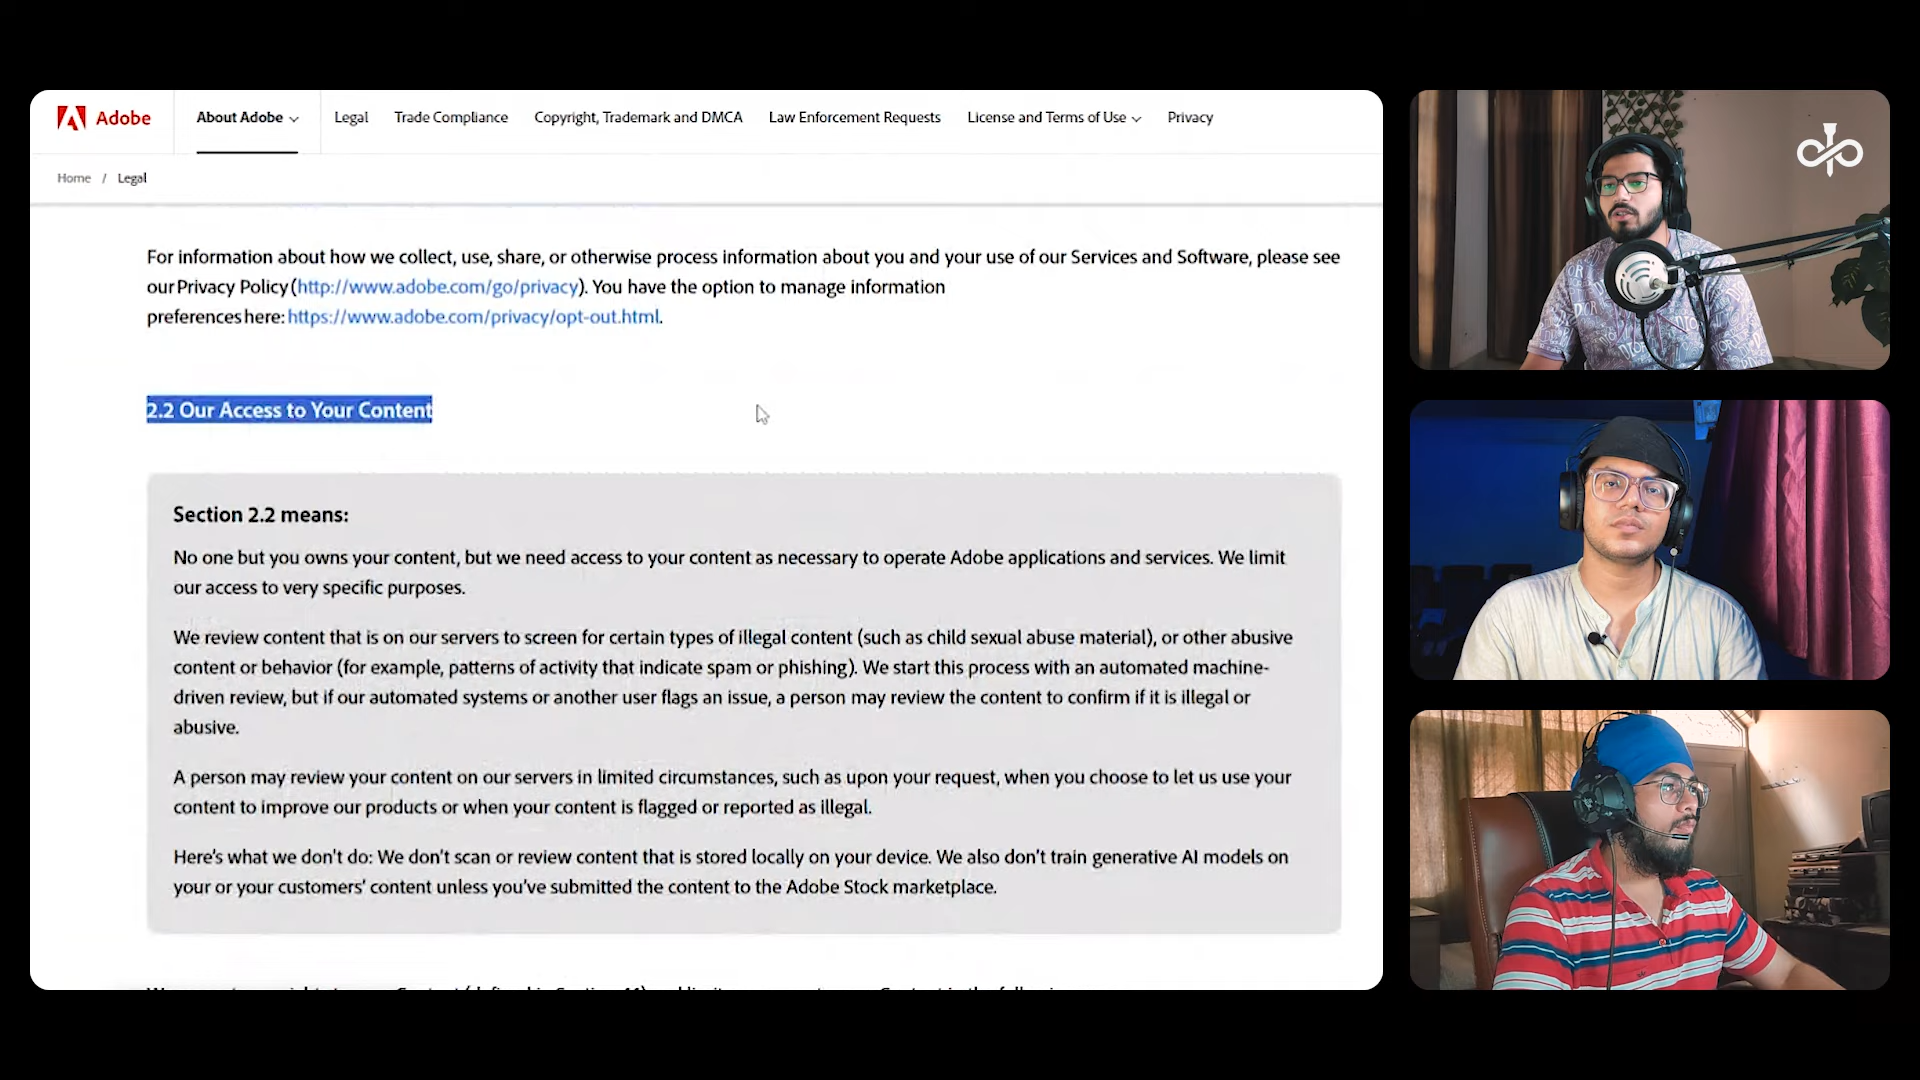 Adobe
About Adobe
Legal
Trade Compliance
Copyright, Trademark and DMCA
Law Enforcement Requests
License and Terms of Use
Privacy
Home / Legal
For information about how we collect, use, share, or otherwise process information about you and your use of our Services and Software, please see
our Privacy Policy (http://www.adobe.com/go/privacy). You have the option to manage information
preferences here: https://www.adobe.com/privacy/opt-out.html.
2.2 Our Access to Your Content
Section 2.2 means:
No one but you owns your content, but we need access to your content as necessary to operate Adobe applications and services. We limit
our access to very specific purposes.
We review content that is on our servers to screen for certain types of illegal content (such as child sexual abuse material), or other abusive
content or behavior (for example, patterns of activity that indicate spam or phishing). We start this process with an automated machine-
driven review, but if our automated systems or another user flags an issue, a person may review the content to confirm if it is illegal or
abusive.
A person may review your content on our servers in limited circumstances, such as upon your request, when you choose to let us use your
content to improve our products or when your content is flagged or reported as illegal.
Here's what we don't do: We don't scan or review content that is stored locally on your device. We also don't train generative AI models on
your or your customers' content unless you've submitted the content to the Adobe Stock marketplace.
DIOR